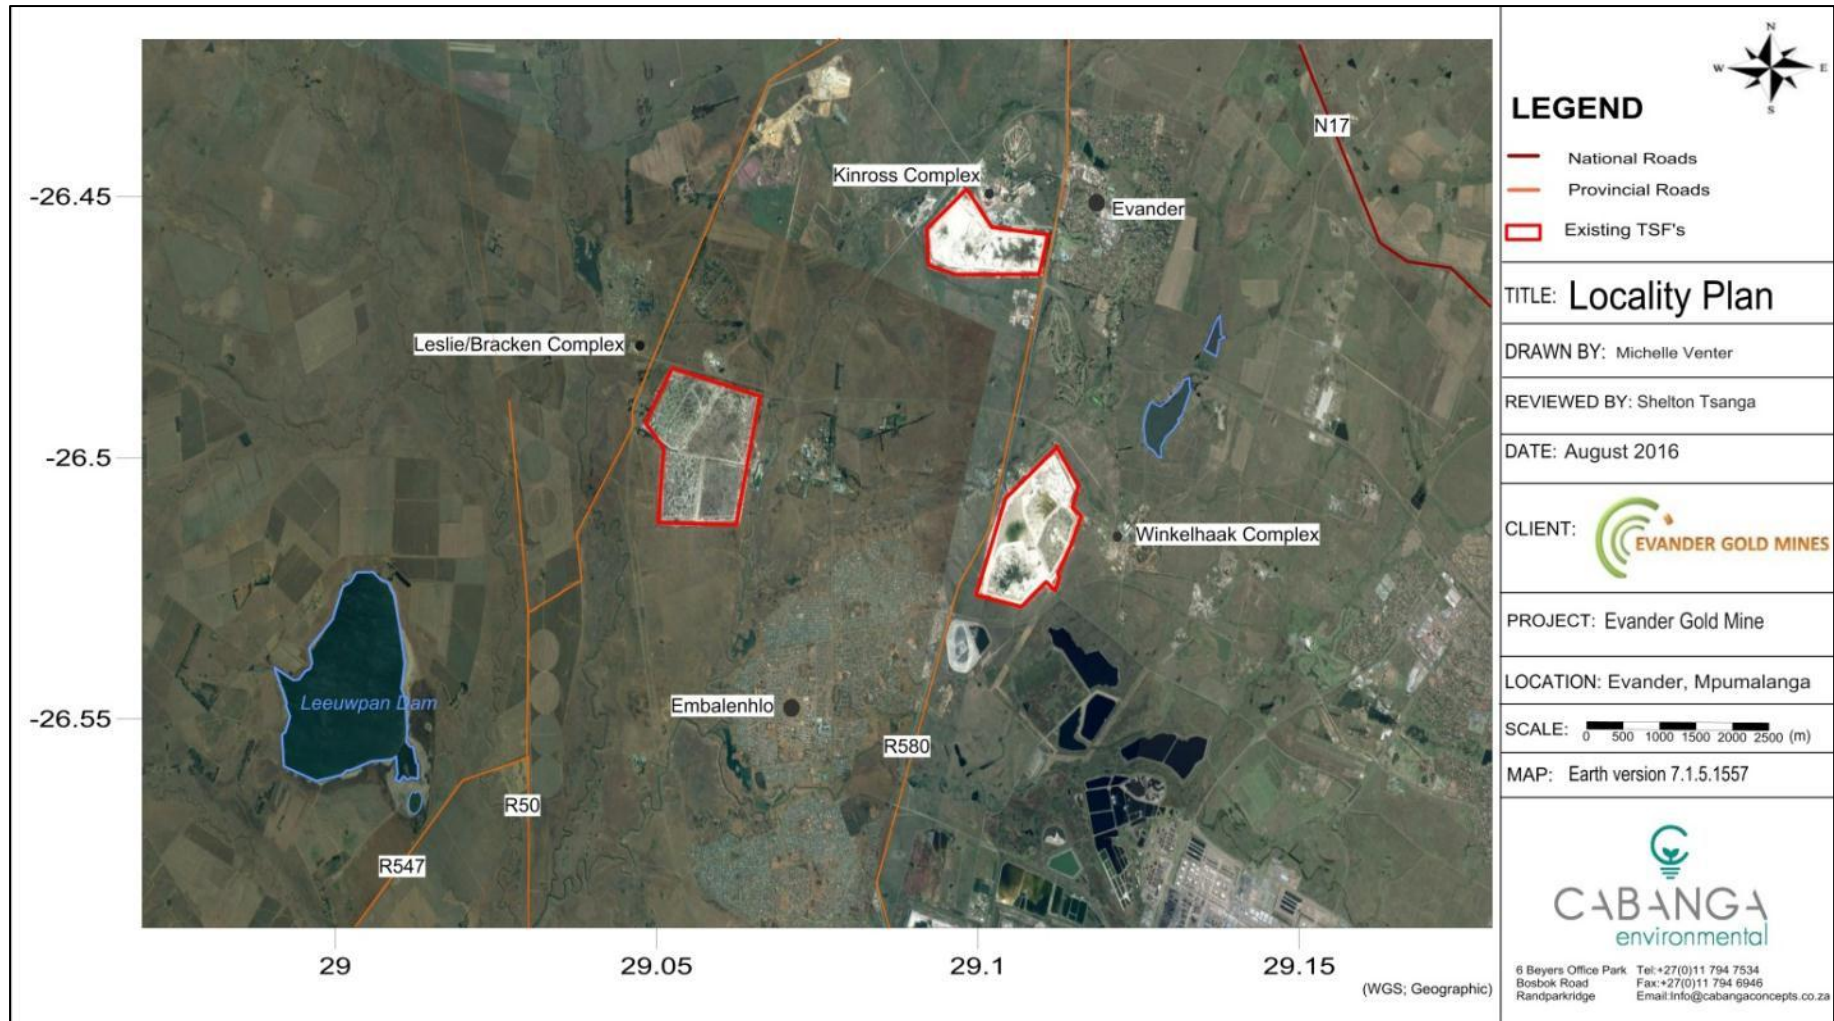 N
W E
S
LEGEND
National Roads
Provincial Roads
Existing TSF's
TITLE: Locality Plan
DRAWN BY: Michelle Venter
REVIEWED BY: Shelton Tsanga
DATE: August 2016
CLIENT: EVANDER GOLD MINES
PROJECT: Evander Gold Mine
LOCATION: Evander, Mpumalanga
SCALE: 0 500 1000 1500 2000 2500 (m)
MAP: Earth version 7.1.5.1557
CABANGA
environmental
6 Beyers Office Park Tel:+27(0)11 794 7534
Bosbok Road Fax:+27(0)11 794 6946
Randparkridge Email:Info@cabangaconcepts.co.za
N17
Kinross Complex
-26.45
Evander
Leslie/Bracken Complex
-26.5
Winkelhaak Complex
Leeuwpan Dam
Embalenhlo
-26.55
R580
R50
R547
29 29.05 29.1 29.15
(WGS; Geographic)